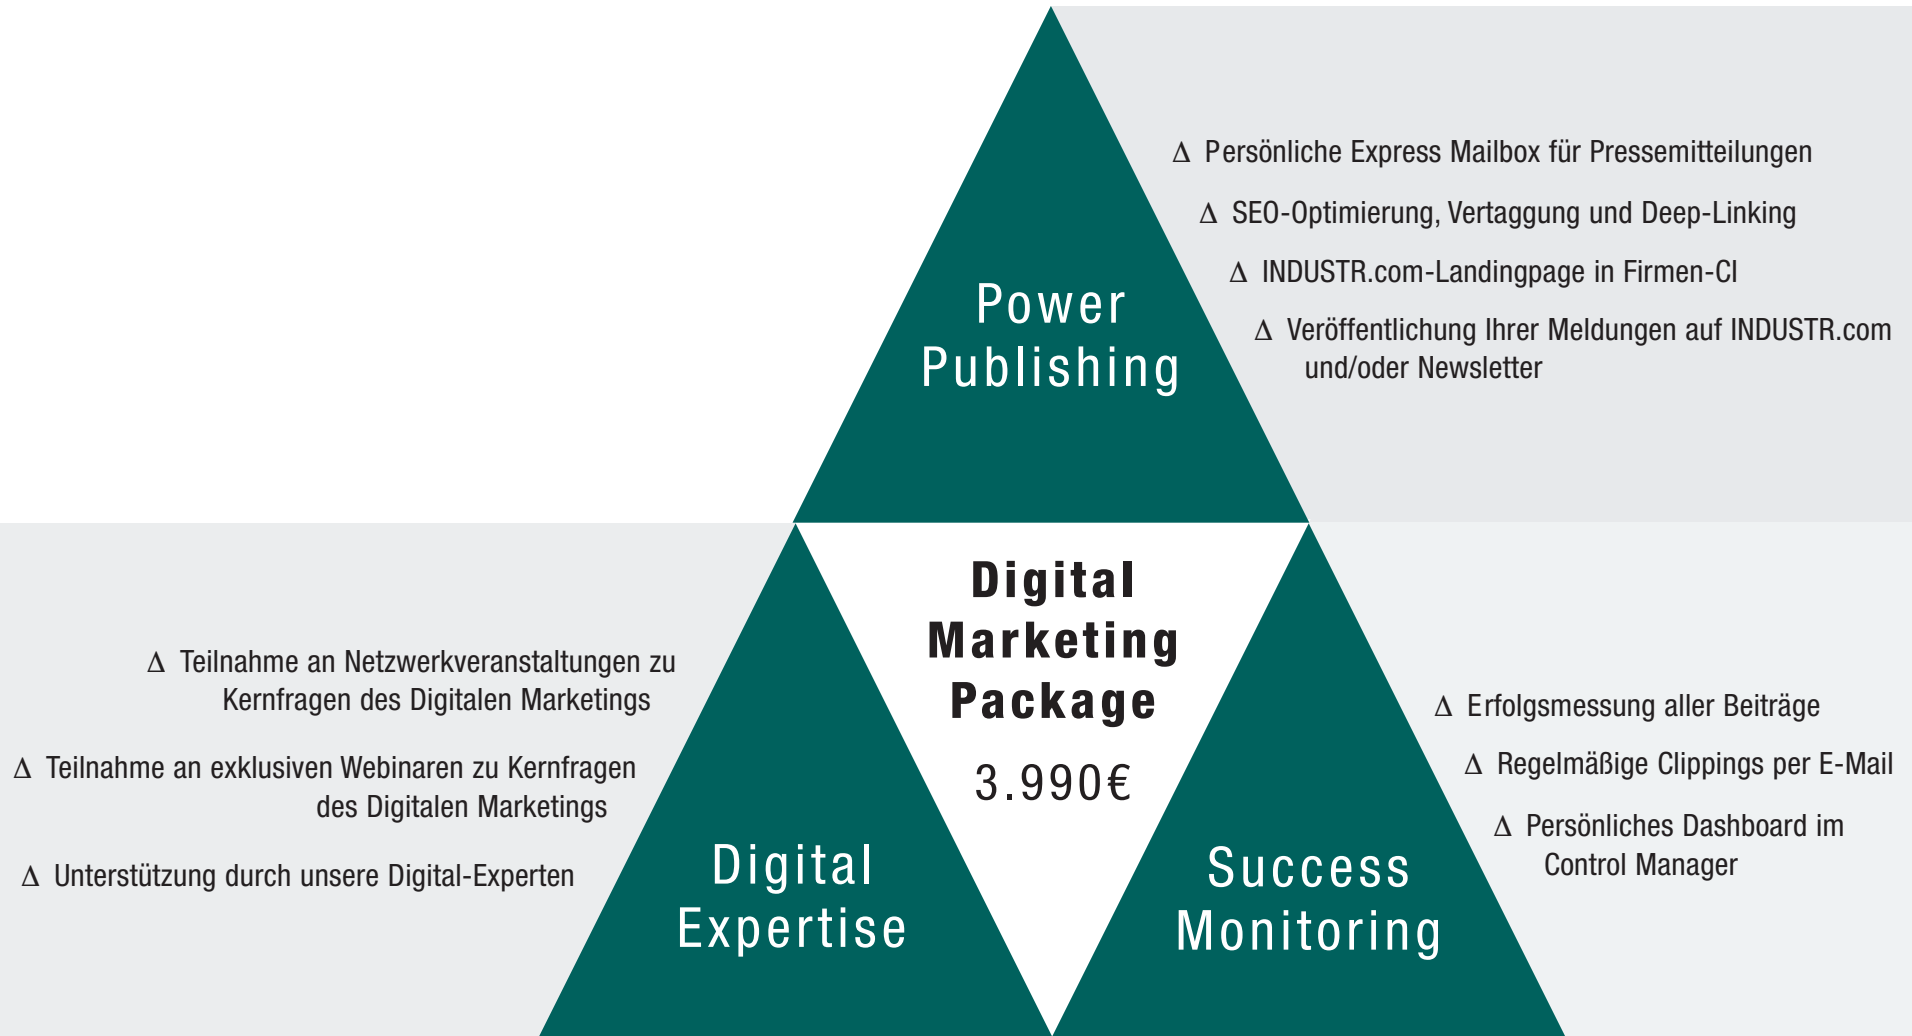 Δ Persönliche Express Mailbox für Pressemitteilungen
Δ SEO-Optimierung, Vertaggung und Deep-Linking
Δ INDUSTR.com-Landingpage in Firmen-CI
Δ Veröffentlichung Ihrer Meldungen auf INDUSTR.com
und/oder Newsletter
Power
Publishing
Digital
Marketing
Package
3.990€
Δ Teilnahme an Netzwerkveranstaltungen zu
Kernfragen des Digitalen Marketings
Δ Teilnahme an exklusiven Webinaren zu Kernfragen
des Digitalen Marketings
Δ Unterstützung durch unsere Digital-Experten
Digital
Expertise
Δ Erfolgsmessung aller Beiträge
Δ Regelmäßige Clippings per E-Mail
Δ Persönliches Dashboard im
Control Manager
Success
Monitoring